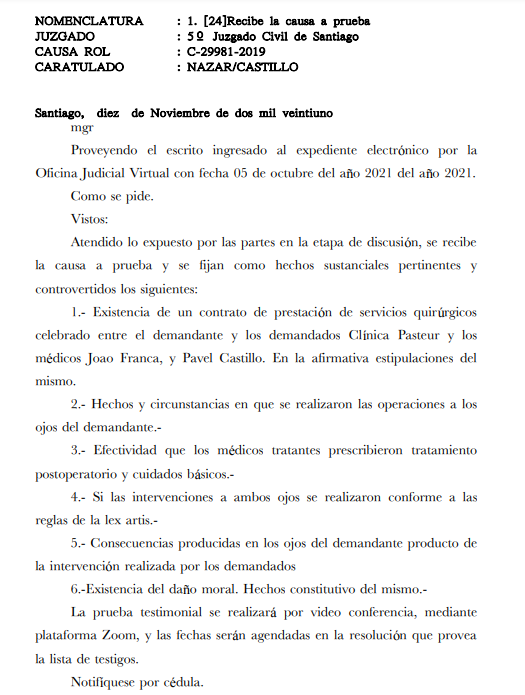 NOMENCLATURA : 1. [24]Recibe la causa a prueba
JUZGADO : 5º Juzgado Civil de Santiago
CAUSA ROL : C-29981-2019
CARATULADO : NAZAR/CASTILLO
Santiago, diez de Noviembre de dos mil veintiuno
mgr
Proveyendo el escrito ingresado al expediente electrónico por la
Oficina Judicial Virtual con fecha 05 de octubre del año 2021 del año 2021.
Como se pide.
Vistos:
Atendido lo expuesto por las partes en la etapa de discusión, se recibe
la causa a prueba y se fijan como hechos sustanciales pertinentes y
controvertidos los siguientes:
1.- Existencia de un contrato de prestación de servicios quirúrgicos
celebrado entre el demandante y los demandados Clínica Pasteur y los
médicos Joao Franca, y Pavel Castillo. En la afirmativa estipulaciones del
mismo.
2.- Hechos y circunstancias en que se realizaron las operaciones a los
ojos del demandante.-
3.- Efectividad que los médicos tratantes prescribieron tratamiento
postoperatorio y cuidados básicos.-
4.- Si las intervenciones a ambos ojos se realizaron conforme a las
reglas de la lex artis.-
5.- Consecuencias producidas en los ojos del demandante producto de
la intervención realizada por los demandados
6.-Existencia del daño moral. Hechos constitutivo del mismo.-
La prueba testimonial se realizará por video conferencia, mediante
plataforma Zoom, y las fechas serán agendadas en la resolución que provea
la lista de testigos.
Notifíquese por cédula.